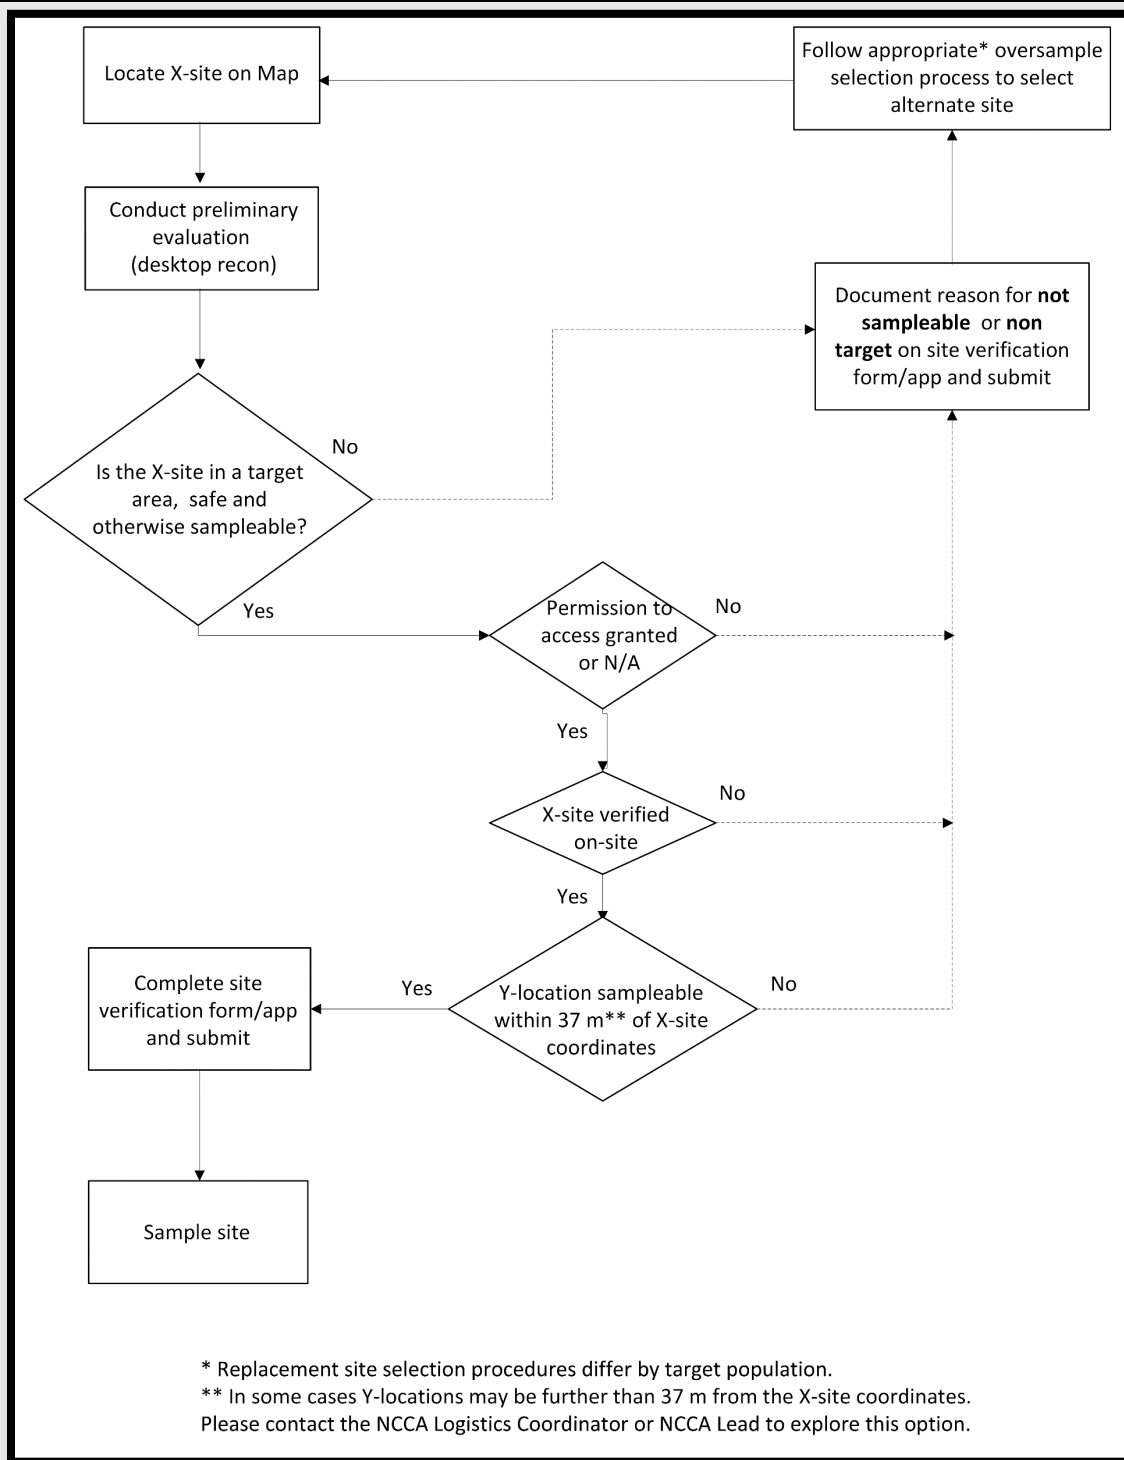 Locate X-site on Map
Follow appropriate* oversample
selection process to select
alternate site
Conduct preliminary
evaluation
(desktop recon)
Document reason for not
sampleable or non
target on site verification
form/app and submit
No
Is the X-site in a target
area, safe and
otherwise sampleable?
Yes
Permission to
access granted
or N/A
No
Yes
X-site verified
on-site
No
Yes
Y-location sampleable
within 37 m** of X-site
coordinates
No
Yes
Complete site
verification form/app
and submit
Sample site
* Replacement site selection procedures differ by target population.
** In some cases Y-locations may be further than 37 m from the X-site coordinates.
Please contact the NCCA Logistics Coordinator or NCCA Lead to explore this option.